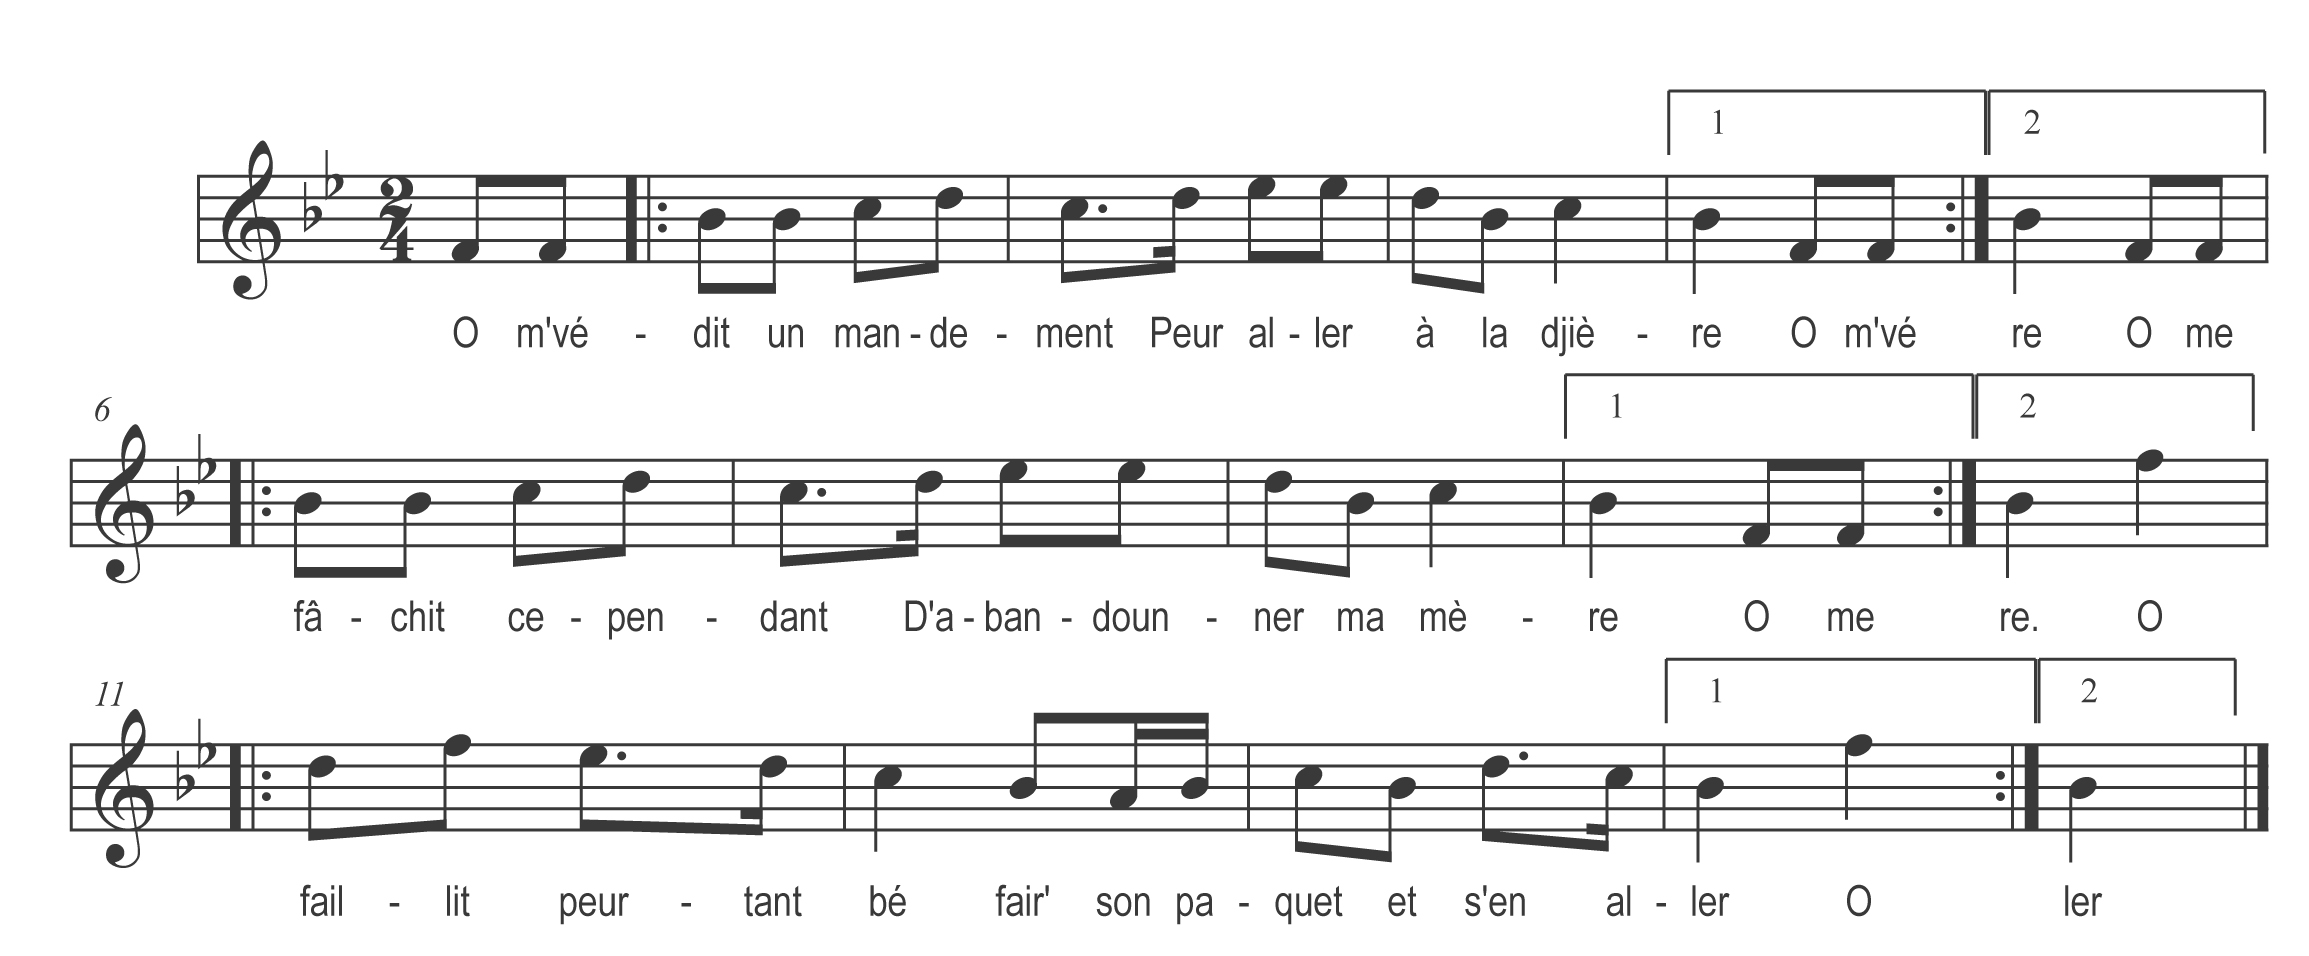 1 2
2
4
O m'vé - dit un man - de - ment Peur al - ler à la djiè - re O m'vé re O me
6 1 2
fâ - chit ce - pen - dant D'a - ban - doun - ner ma mè - re O me re. O
11 1 2
fail - lit peur - tant bé fair' son pa - quet et s'en al - ler O ler